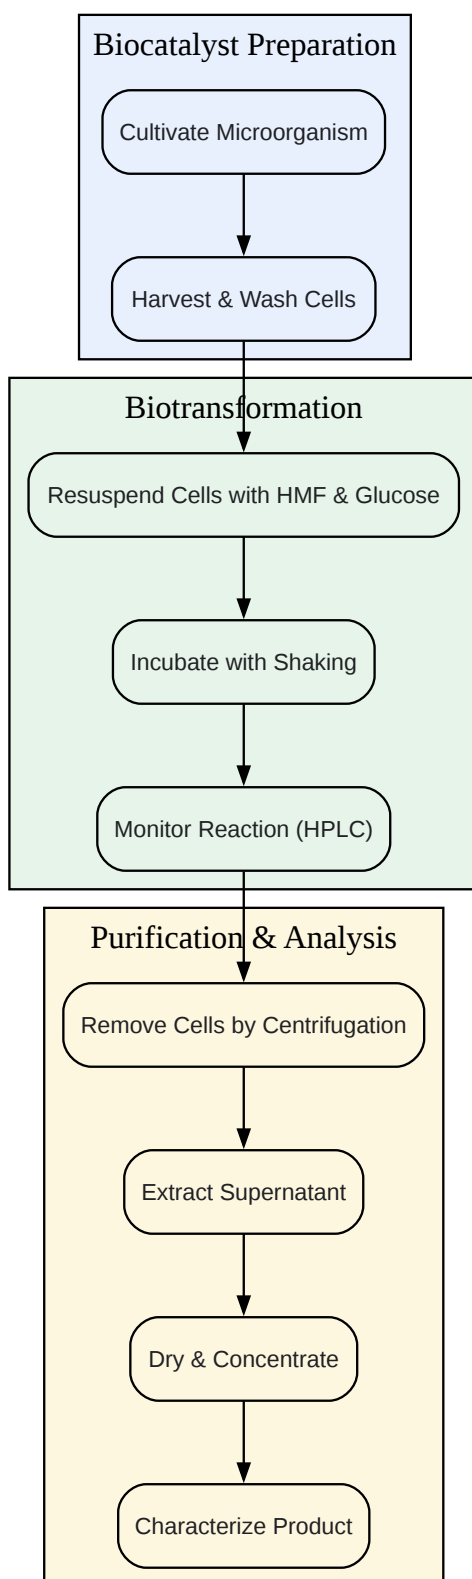 Biocatalyst Preparation
Cultivate Microorganism
Harvest & Wash Cells
Biotransformation
Resuspend Cells with HMF & Glucose
Incubate with Shaking
Monitor Reaction (HPLC)
Purification & Analysis
Remove Cells by Centrifugation
Extract Supernatant
Dry & Concentrate
Characterize Product